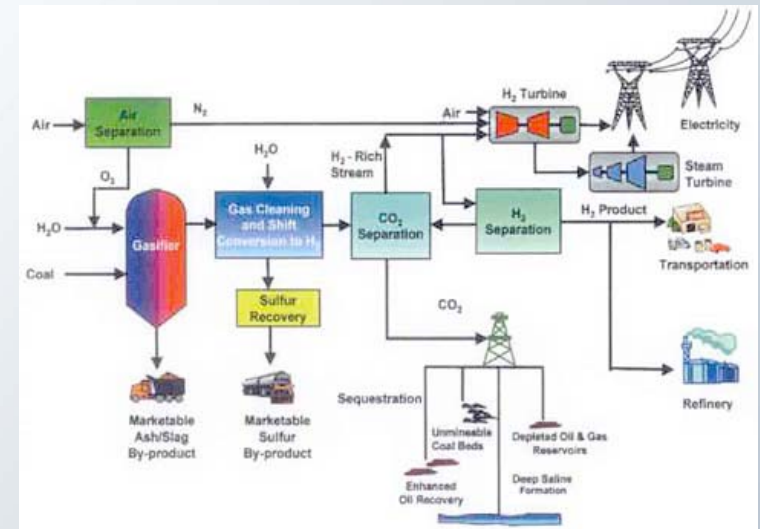 Air
Air
Separation
N₂
Air
H₂ Turbine
Electricity
O₂
H₂O
H₂ - Rich
Stream
Steam
Turbine
H₂O
Coal
Gasifier
Gas Cleaning
and Shift
Conversion to H₂
CO₂
Separation
H₂
Separation
H₂ Product
Transportation
Sulfur
Recovery
CO₂
Refinery
Marketable
Ash/Slag
By-product
Marketable
Sulfur
By-product
Sequestration
Unmineable
Coal Beds
Depleted Oil & Gas
Reservoirs
Enhanced
Oil Recovery
Deep Saline
Formation